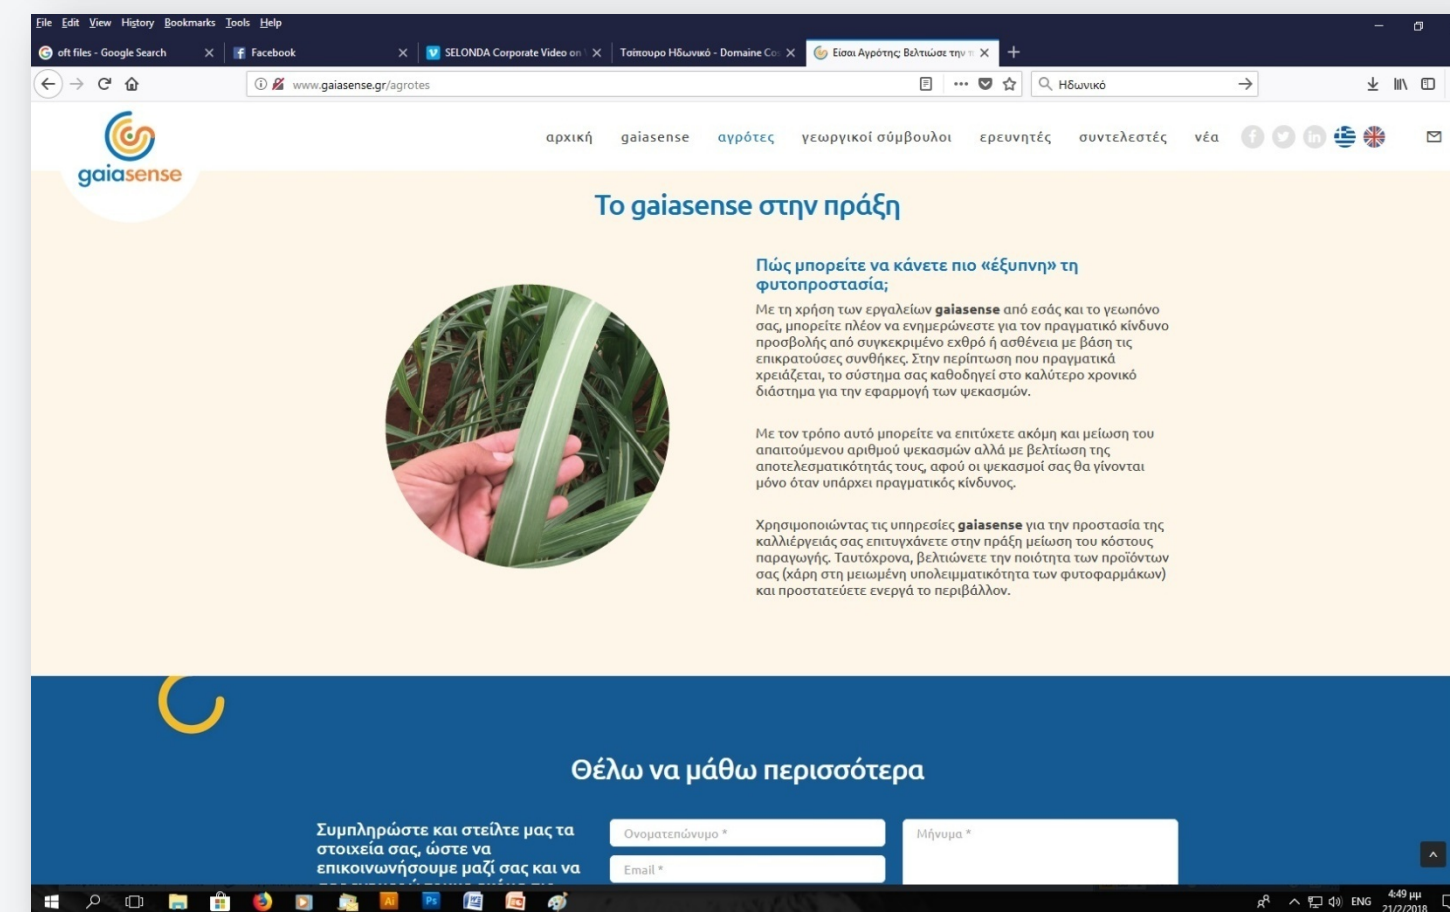 File Edit View History Bookmarks Tools Help
oft files - Google Search
Facebook
SELONDA Corporate Video on
Τσίπουρο Ηδωνικό - Domaine Co
Είσαι Αγρότης; Βελτίωσε την π
www.gaiasense.gr/agrotes
Ηδωνικό
gaiasense
αρχική gaiasense αγρότες γεωργικοί σύμβουλοι ερευνητές συντελεστές νέα
Το gaiasense στην πράξη
Πώς μπορείτε να κάνετε πιο «έξυπνη» τη
φυτοπροστασία;
Με τη χρήση των εργαλείων gaiasense από εσάς και το γεωπόνο
σας, μπορείτε πλέον να ενημερώνεστε για τον πραγματικό κίνδυνο
προσβολής από συγκεκριμένο εχθρό ή ασθένεια με βάση τις
επικρατούσες συνθήκες. Στην περίπτωση που πραγματικά
χρειάζεται, το σύστημα σας καθοδηγεί στο καλύτερο χρονικό
διάστημα για την εφαρμογή των ψεκασμών.
Με τον τρόπο αυτό μπορείτε να επιτύχετε ακόμη και μείωση του
απαιτούμενου αριθμού ψεκασμών αλλά με βελτίωση της
αποτελεσματικότητάς τους, αφού οι ψεκασμοί σας θα γίνονται
μόνο όταν υπάρχει πραγματικός κίνδυνος.
Χρησιμοποιώντας τις υπηρεσίες gaiasense για την προστασία της
καλλιέργειάς σας επιτυγχάνετε στην πράξη μείωση του κόστους
παραγωγής. Ταυτόχρονα, βελτιώνετε την ποιότητα των προϊόντων
σας (χάρη στη μειωμένη υπολειμματικότητα των φυτοφαρμάκων)
και προστατεύετε ενεργά το περιβάλλον.
Θέλω να μάθω περισσότερα
Συμπληρώστε και στείλτε μας τα
στοιχεία σας, ώστε να
επικοινωνήσουμε μαζί σας και να
Ονοματεπώνυμο *
Email *
Μήνυμα *
ENG
4:49 μμ
21/2/2018